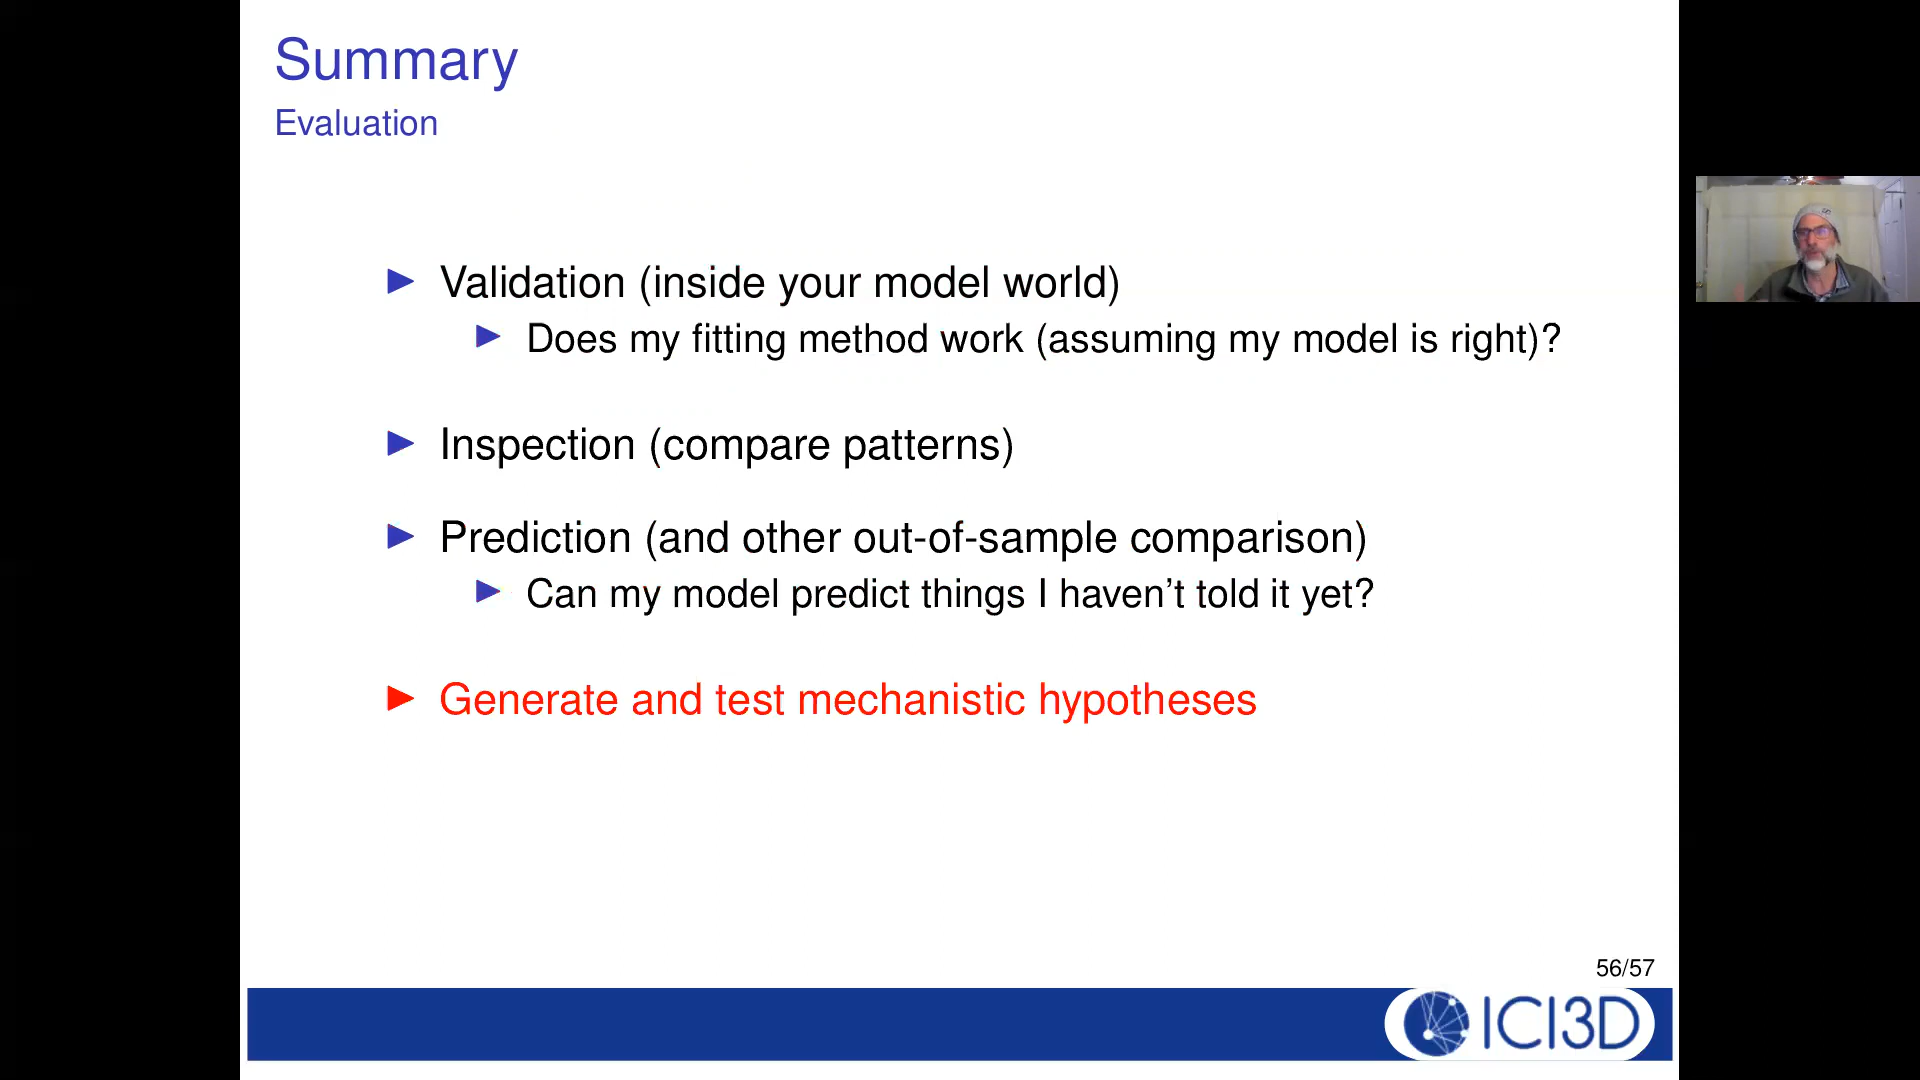 Summary
Evaluation
Validation (inside your model world)
Does my fitting method work (assuming my model is right)?
Inspection (compare patterns)
Prediction (and other out-of-sample comparison)
Can my model predict things I haven't told it yet?
Generate and test mechanistic hypotheses
56/57
ICI3D